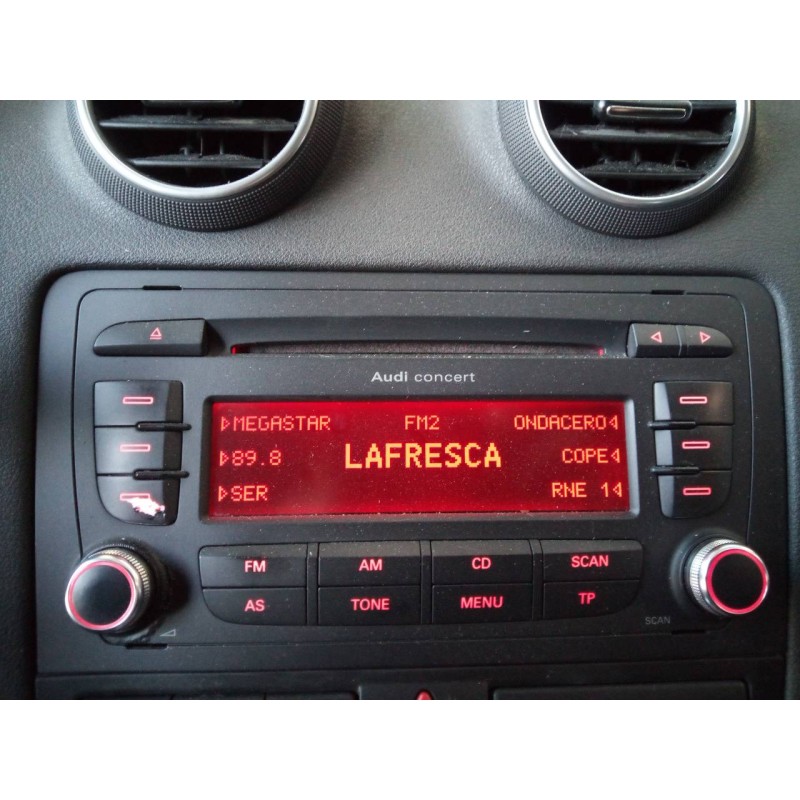 Audi concert
MEGASTAR FM2 ONDACERO
89.8 LAFRESCA COPE
SER RNE 1
FM AM CD SCAN
AS TONE MENU TP
SCAN